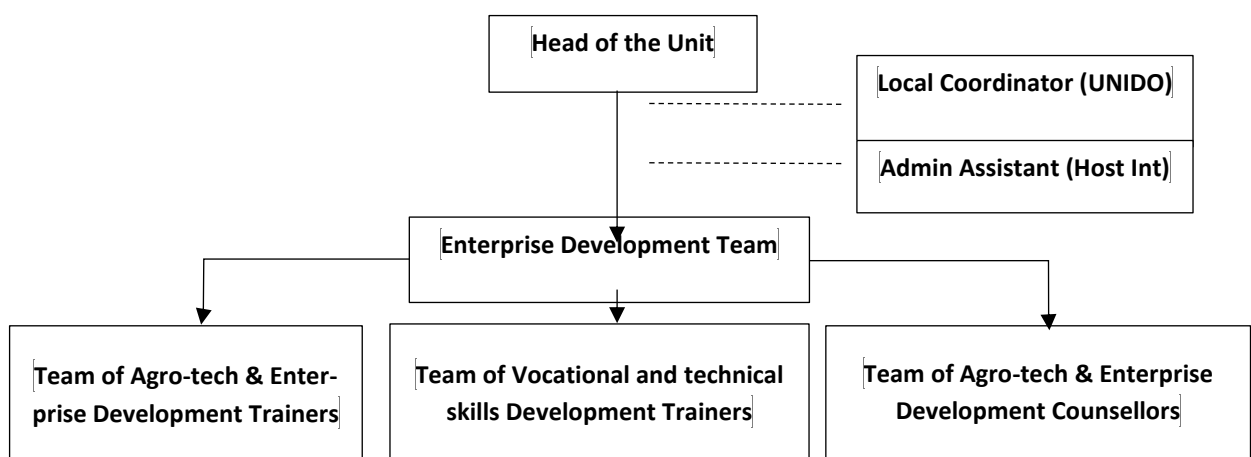 Head of the Unit
Local Coordinator (UNIDO)
Admin Assistant (Host Int)
Enterprise Development Team
Team of Agro-tech & Enter-
prise Development Trainers
Team of Vocational and technical
skills Development Trainers
Team of Agro-tech & Enterprise
Development Counsellors